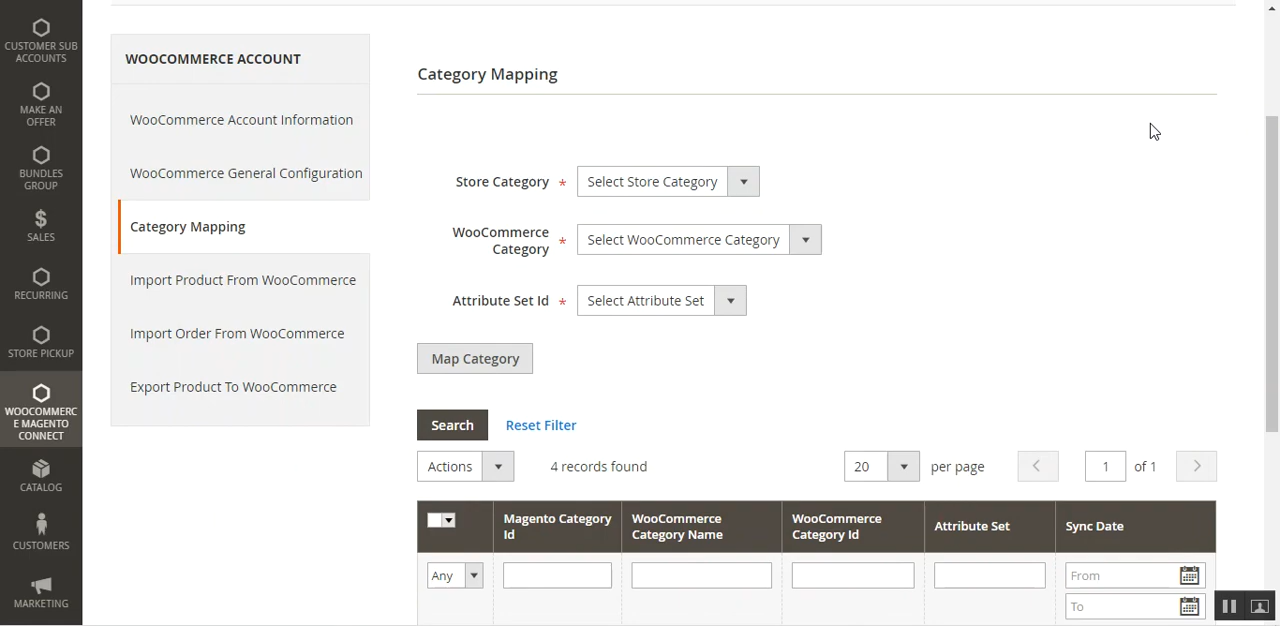 CUSTOMER SUB
ACCOUNTS
MAKE AN
OFFER
BUNDLES
GROUP
SALES
RECURRING
STORE PICKUP
WOOCOMMERC
E MAGENTO
CONNECT
CATALOG
CUSTOMERS
MARKETING
WOOCOMMERCE ACCOUNT
WooCommerce Account Information
WooCommerce General Configuration
Category Mapping
Import Product From WooCommerce
Import Order From WooCommerce
Export Product To WooCommerce
Category Mapping
Store Category * Select Store Category
WooCommerce
Category * Select WooCommerce Category
Attribute Set Id * Select Attribute Set
Map Category
Search Reset Filter
Actions 4 records found 20 per page 1 of 1
Magento Category
Id
WooCommerce
Category Name
WooCommerce
Category Id
Attribute Set
Sync Date
Any From
To